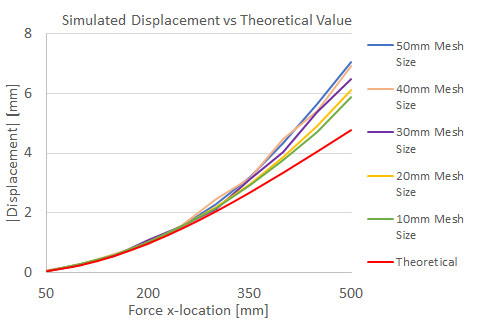 Simulated Displacement vs Theoretical Value
8
6
4
2
0
|Displacement| [mm]
50
200
350
500
Force x-location [mm]
50mm Mesh
Size
40mm Mesh
Size
30mm Mesh
Size
20mm Mesh
Size
10mm Mesh
Size
Theoretical